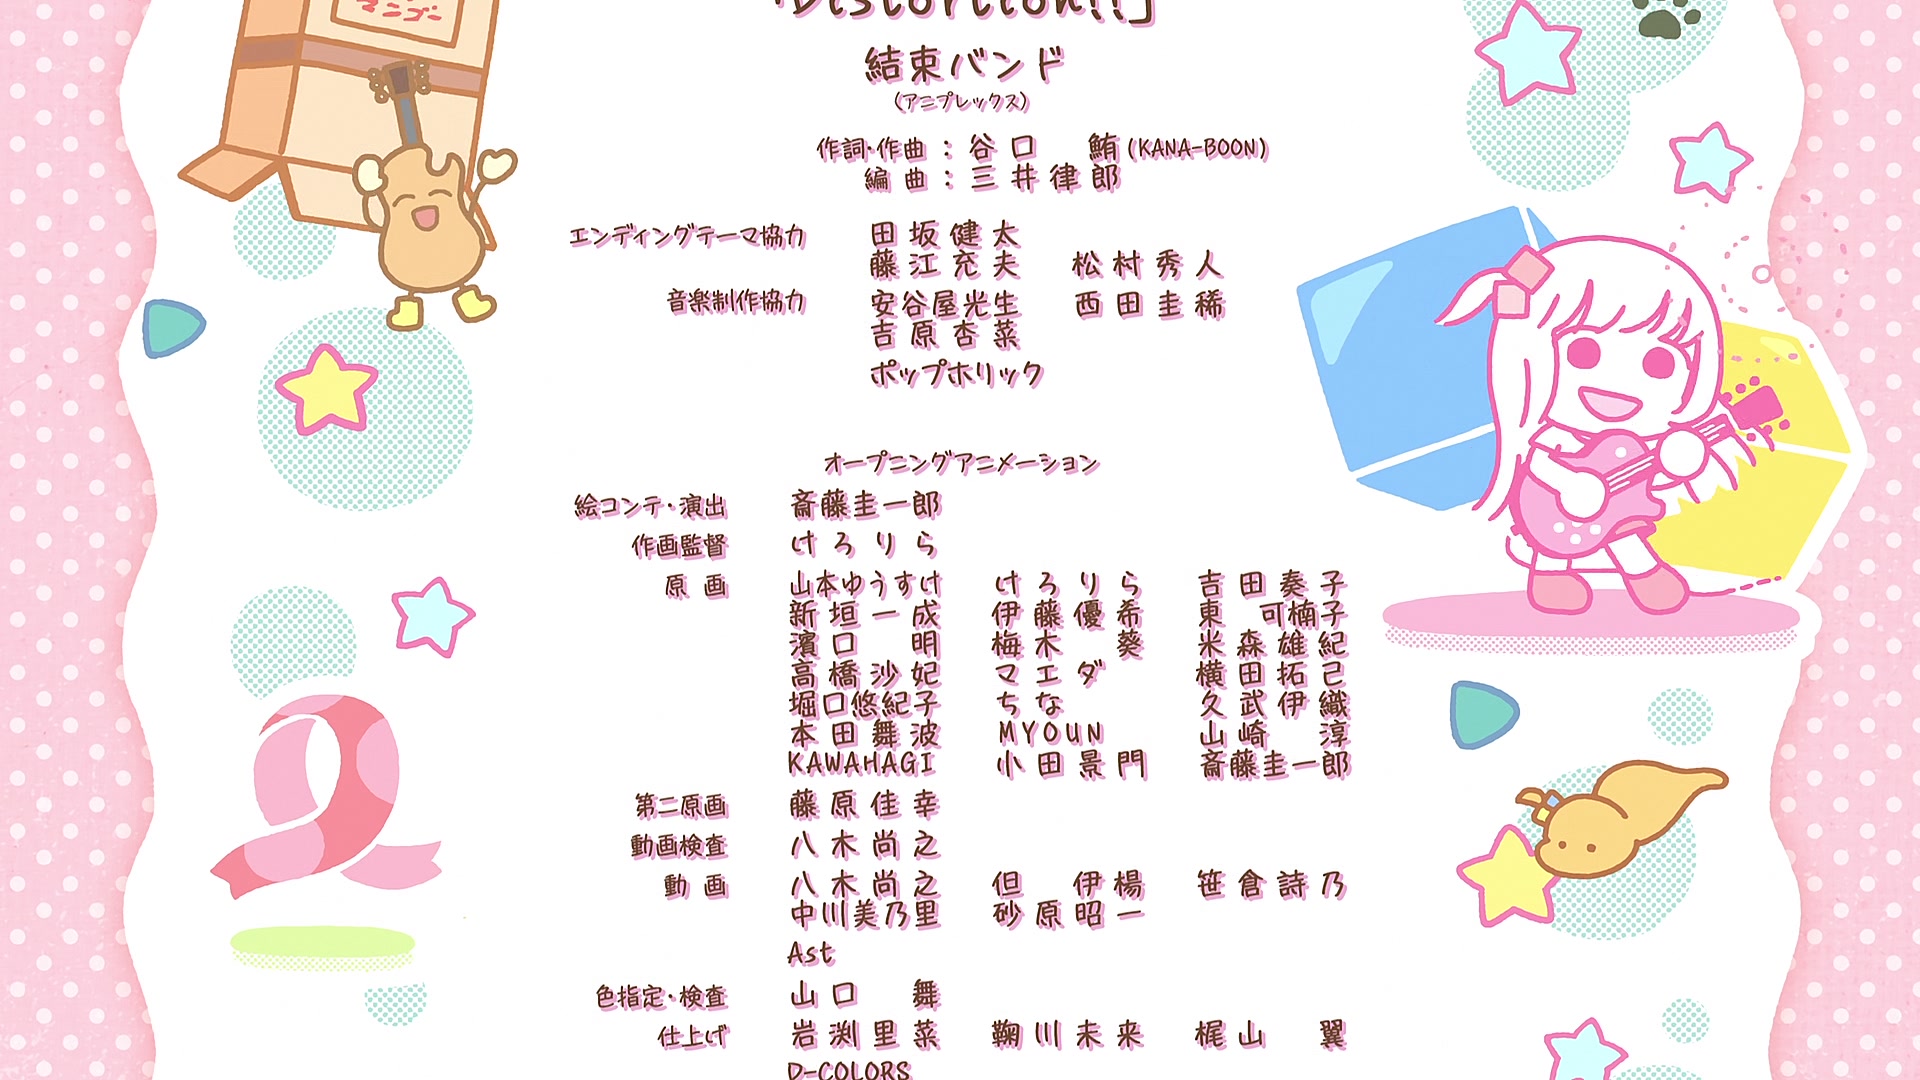 マンゴー
「Distortion!!」
結束バンド
(アニプレックス)
作詞・作曲 : 谷口 鮪 (KANA-BOON)
編曲 : 三井律郎
エンディングテーマ協力 田坂健太
藤江充夫 松村秀人
音楽制作協力 安谷屋光生 西田圭稀
吉原杏菜
ポップホリック
オープニングアニメーション
絵コンテ・演出 斎藤圭一郎
作画監督 けろりら
原画 山本ゆうすけ けろりら 吉田奏子
新垣一成 伊藤優希 東 可楠子
濱口 明 梅木 葵 米森雄紀
高橋沙妃 マエダ 横田拓己
堀口悠紀子 ちな 久武伊織
本田舞波 MYOUN 山崎 淳
KAWAHAGI 小田景門 斎藤圭一郎
第二原画 藤原佳幸
動画検査 八木尚之
動画 八木尚之 但 伊楊 笹倉詩乃
中川美乃里 砂原昭一
Ast
色指定・検査 山口 舞
仕上げ 岩渕里菜 鞠川未来 梶山 翼
D-COLORS